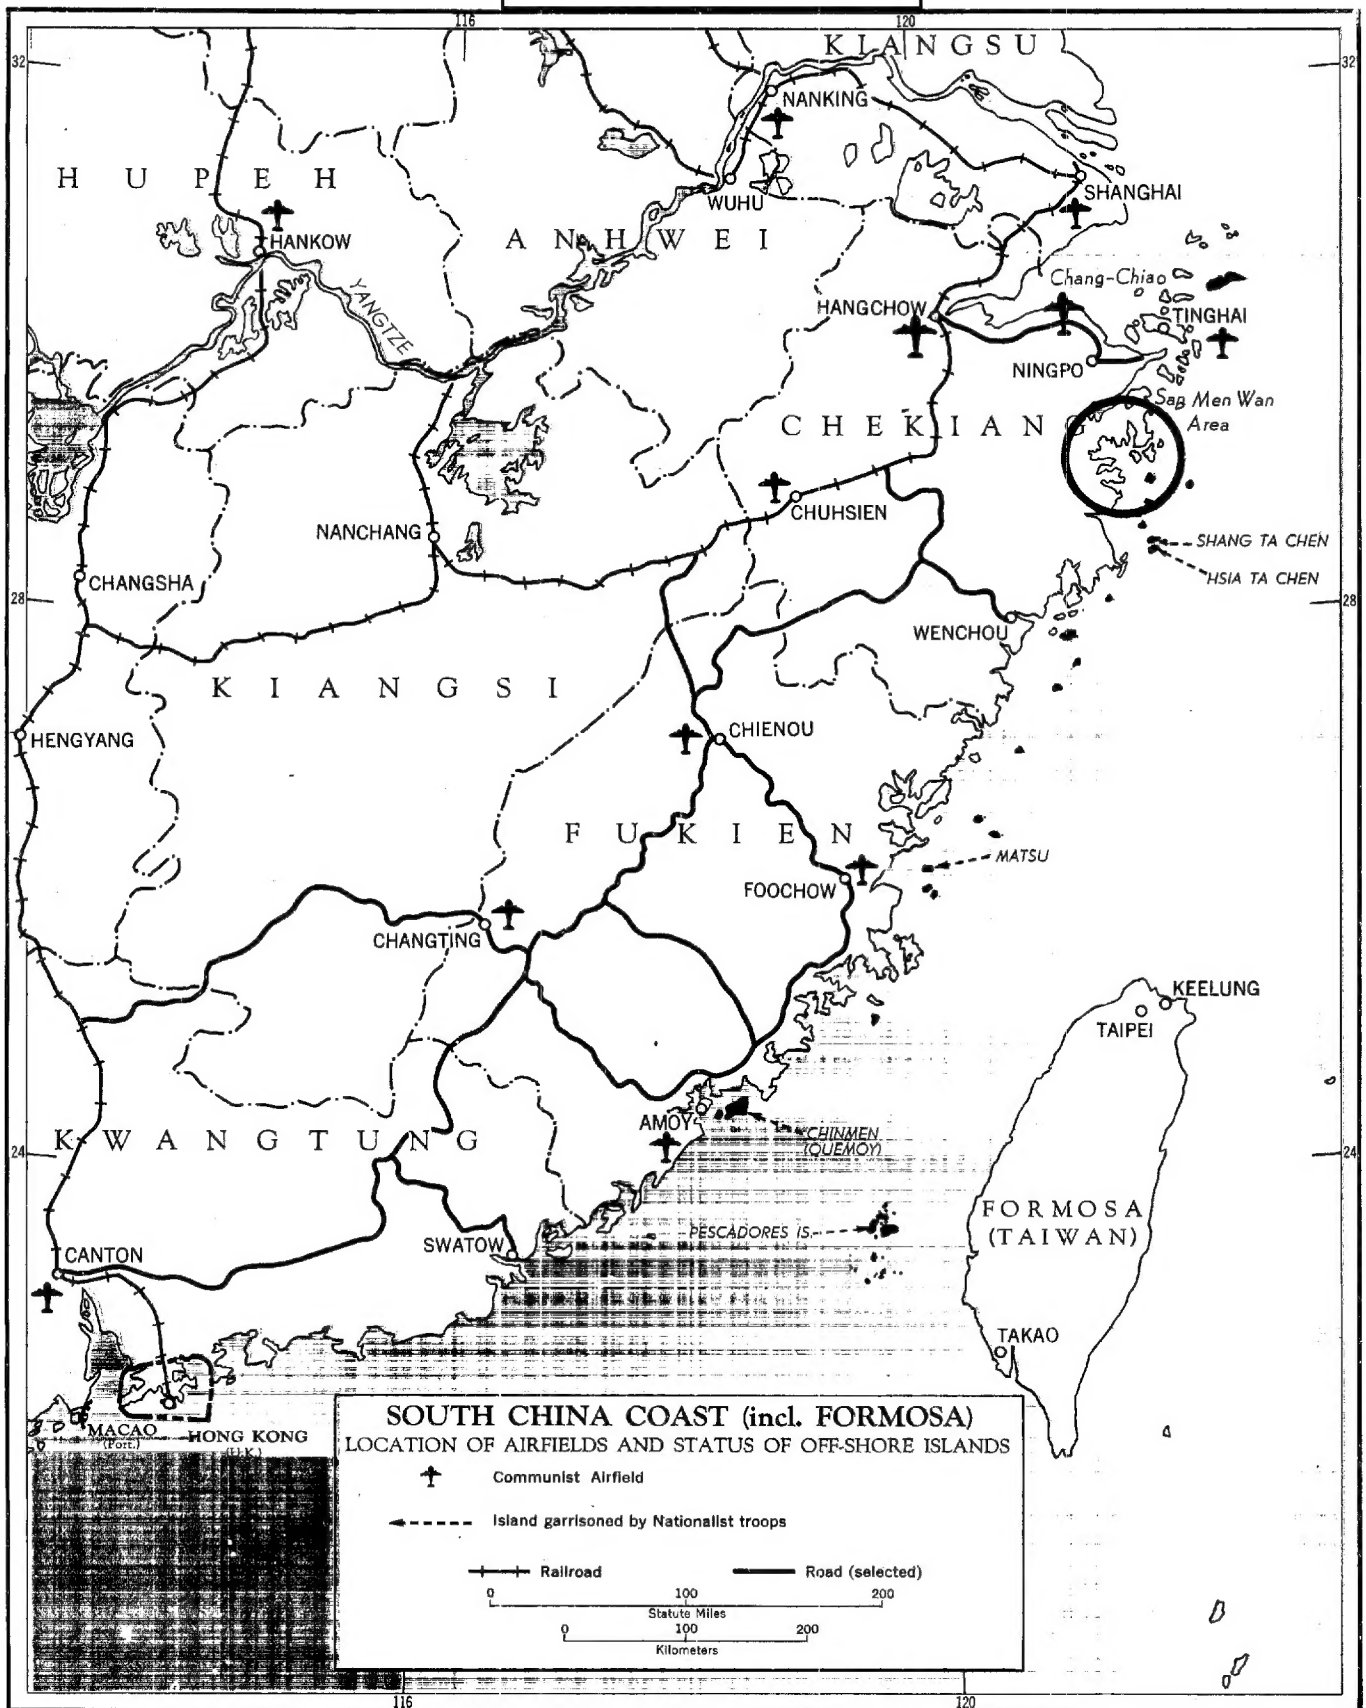 116
120
32
32
KIANGSU
NANKING
HUPEH
WUHU
SHANGHAI
HANKOW
ANHWEI
YANGTZE
Chang-Chiao
HANGCHOW
TINGHAI
NINGPO
San Men Wan
Area
CHEKIANG
CHUHSIEN
NANCHANG
SHANG TA CHEN
HSIA TA CHEN
CHANGSHA
28
28
WENCHOU
KIANGSI
HENGYANG
CHIENOU
FUKIEN
MATSU
FOOCHOW
CHANGTING
KEELUNG
TAIPEI
AMOY
CHINMEN
(QUEMOY)
KWANGTUNG
24
24
FORMOSA
(TAIWAN)
PESCADORES IS.
SWATOW
CANTON
TAKAO
MACAO
(Port.)
HONG KONG
(U.K.)
SOUTH CHINA COAST (incl. FORMOSA)
LOCATION OF AIRFIELDS AND STATUS OF OFF-SHORE ISLANDS
Communist Airfield
Island garrisoned by Nationalist troops
Railroad Road (selected)
0 100 200
Statute Miles
0 100 200
Kilometers
116
120